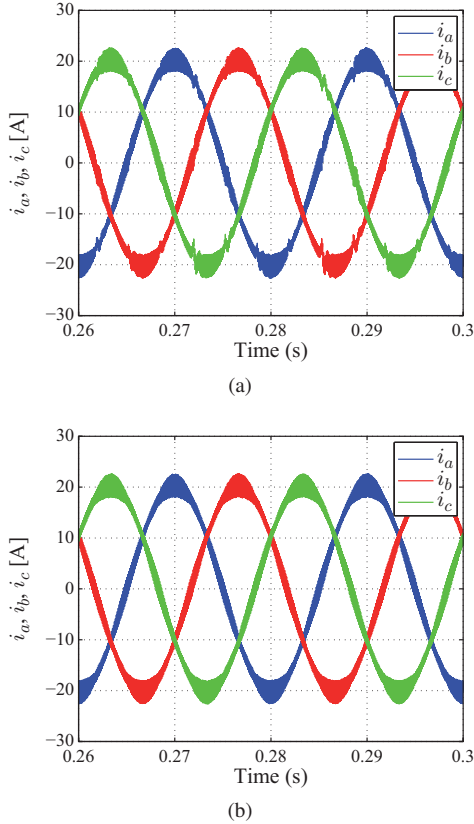 30
20
10
0
−10
−20
−30
i_a, i_b, i_c [A]
i_a
i_b
i_c
0.26 0.27 0.28 0.29 0.3
Time (s)
(a)
30
20
10
0
−10
−20
−30
i_a, i_b, i_c [A]
i_a
i_b
i_c
0.26 0.27 0.28 0.29 0.3
Time (s)
(b)